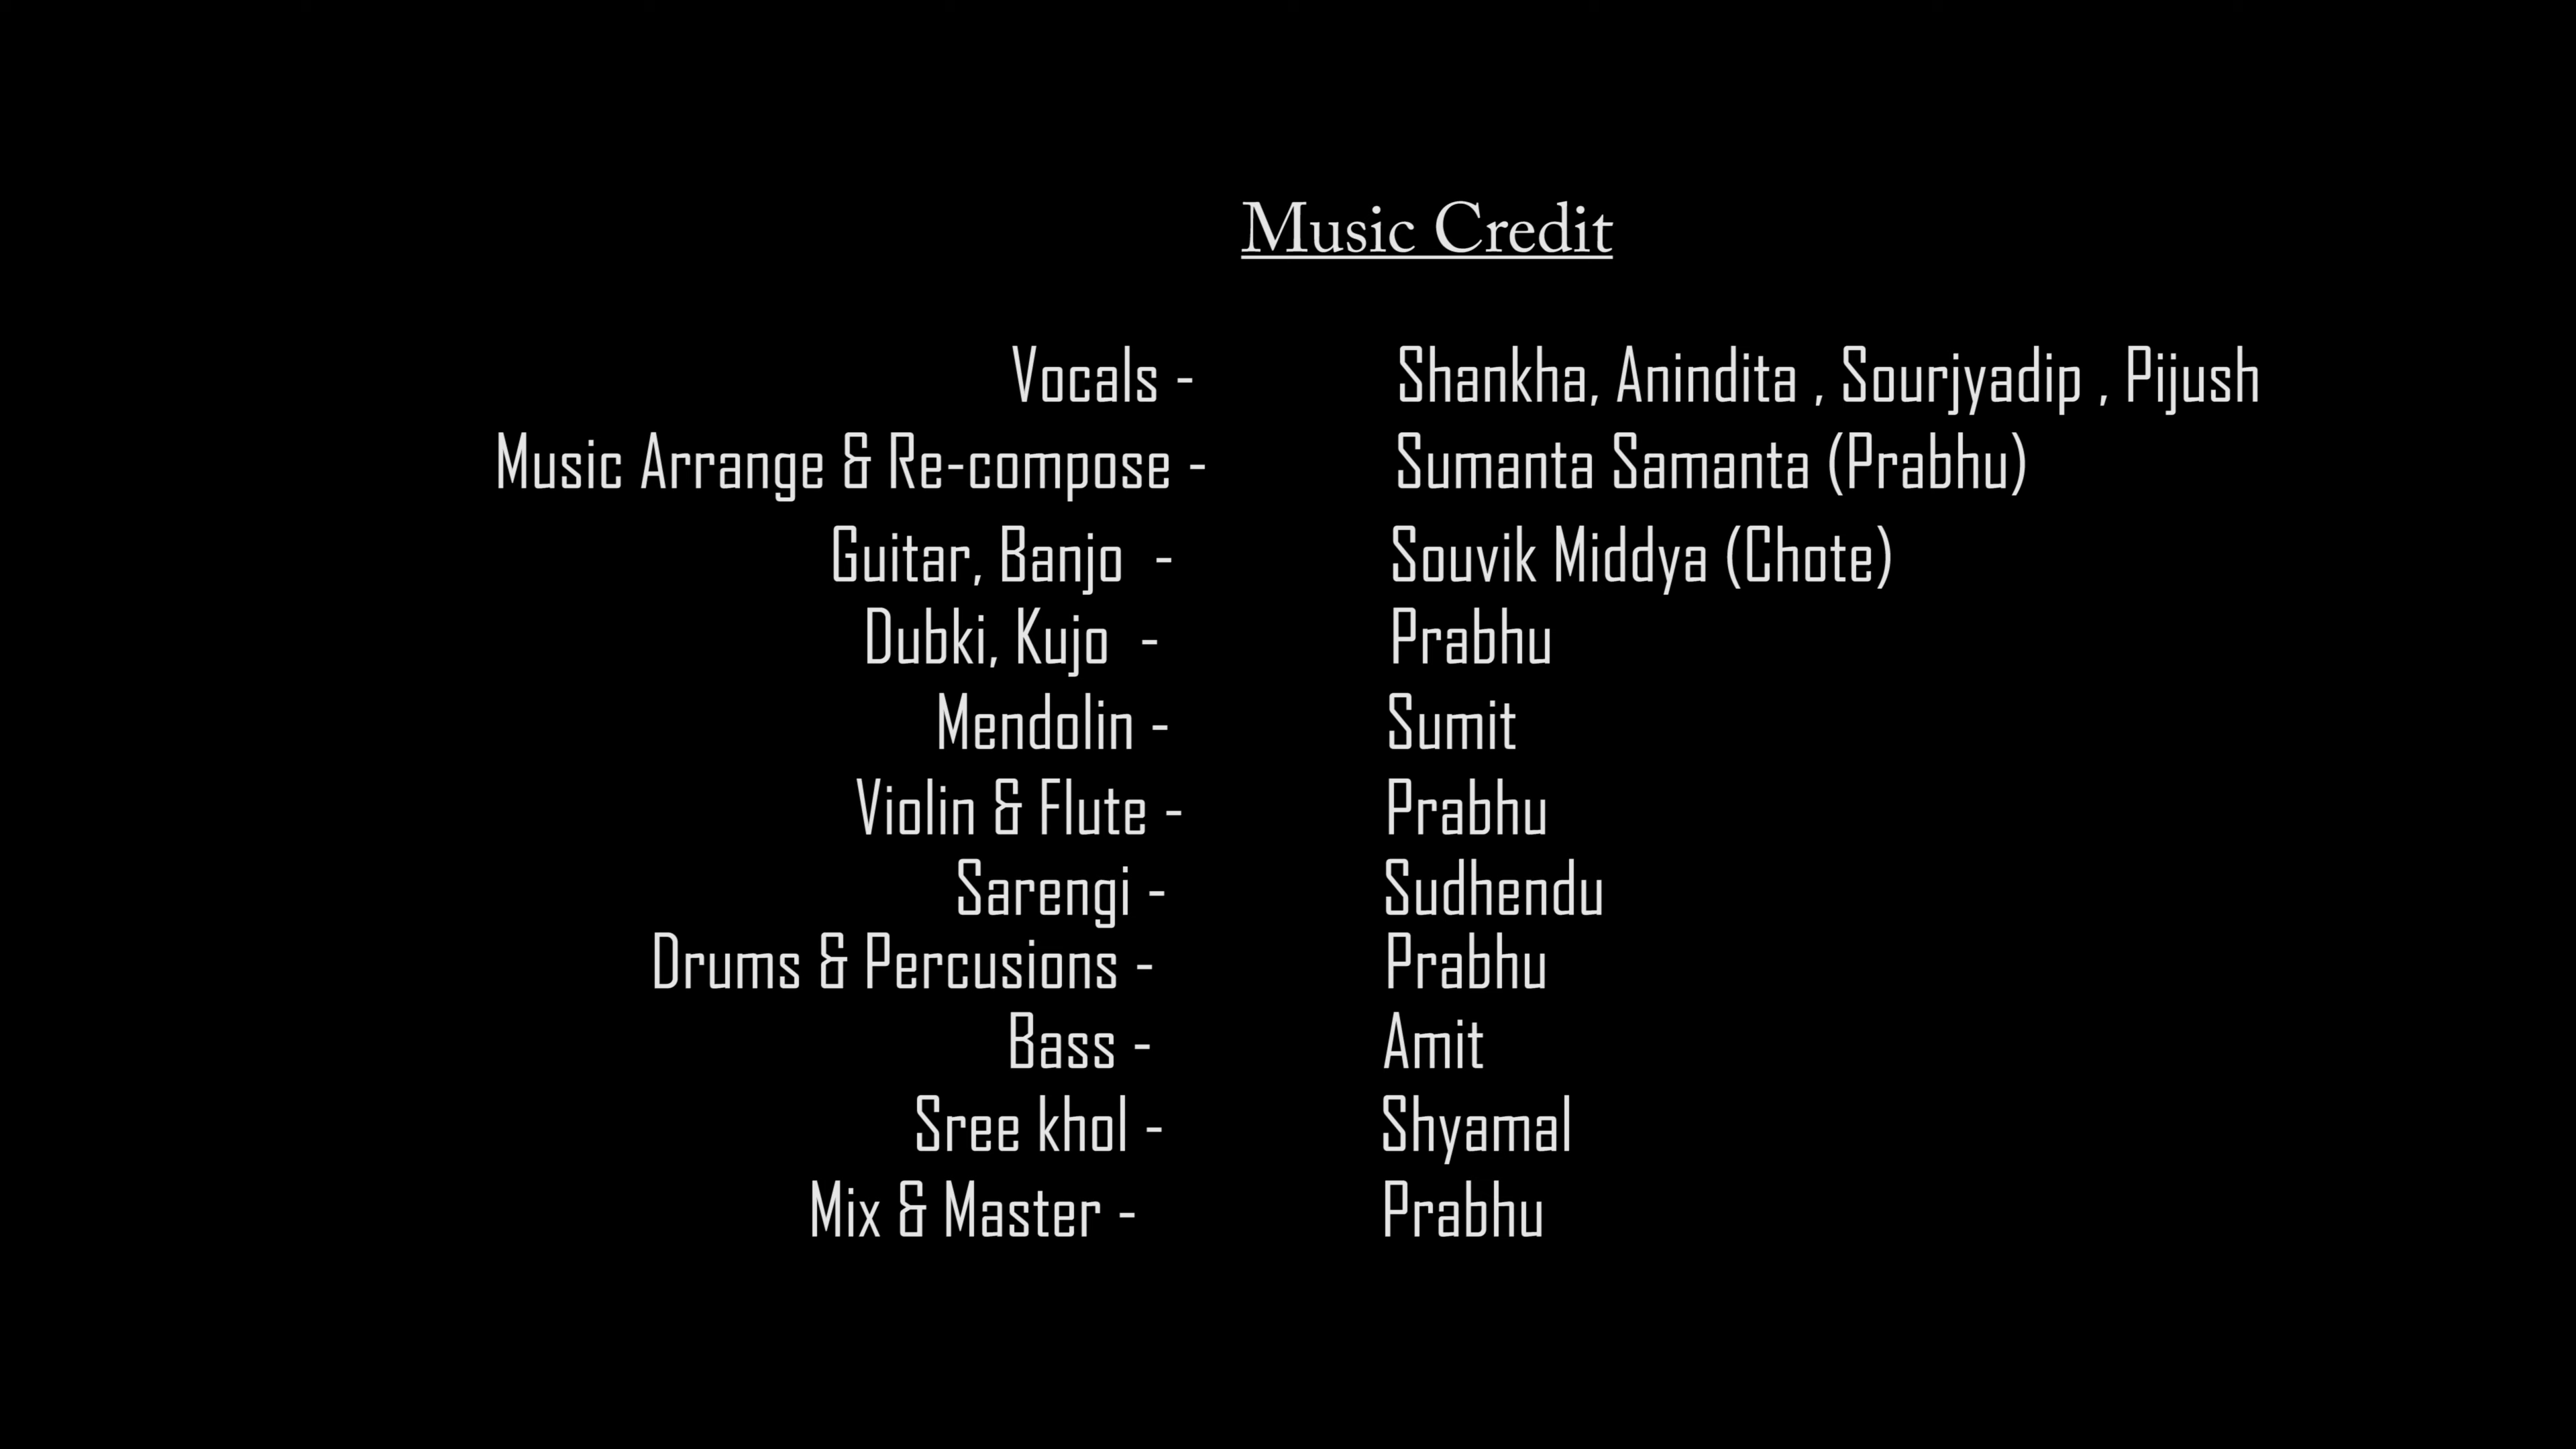 Music Credit
Vocals - Shankha, Anindita , Sourjyadip , Pijush
Music Arrange & Re-compose - Sumanta Samanta (Prabhu)
Guitar, Banjo - Souvik Middya (Chote)
Dubki, Kujo - Prabhu
Mendolin - Sumit
Violin & Flute - Prabhu
Sarengi - Sudhendu
Drums & Percusions - Prabhu
Bass - Amit
Sree khol - Shyamal
Mix & Master - Prabhu